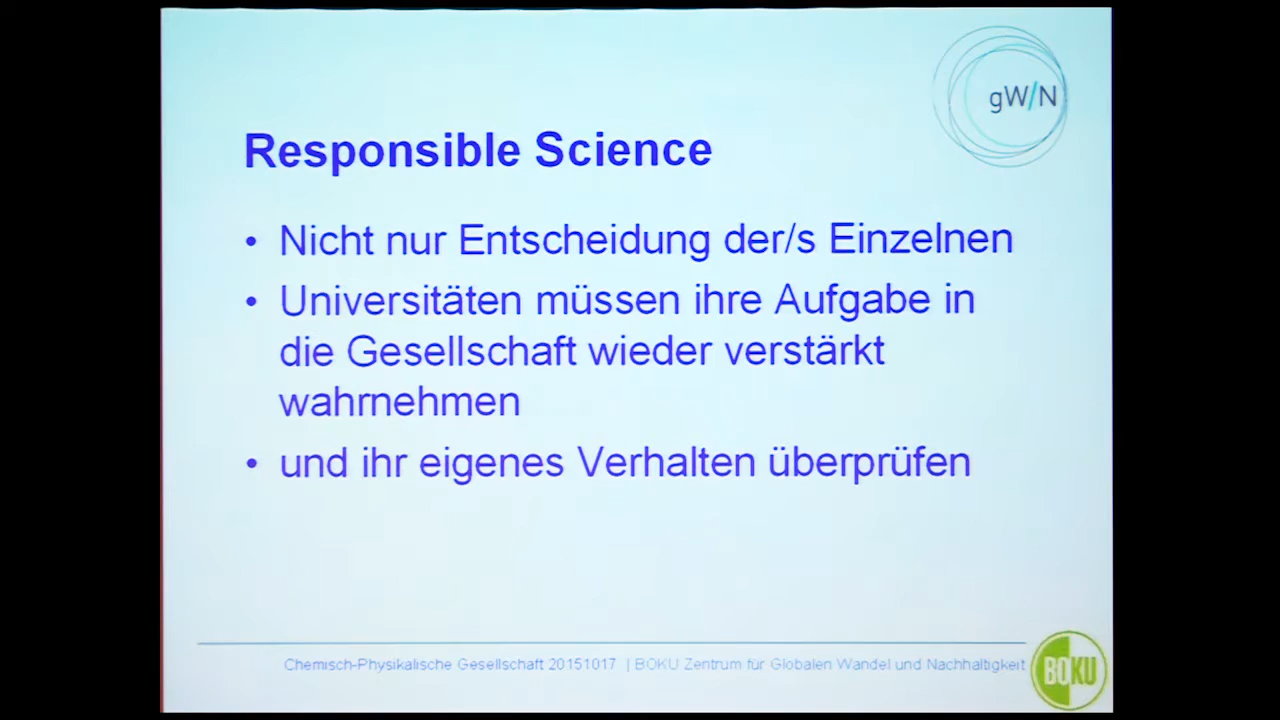 gW/N
Responsible Science
• Nicht nur Entscheidung der/s Einzelnen
• Universitäten müssen ihre Aufgabe in
die Gesellschaft wieder verstärkt
wahrnehmen
• und ihr eigenes Verhalten überprüfen
Chemisch-Physikalische Gesellschaft 20151017 | BOKU Zentrum für Globalen Wandel und Nachhaltigkeit
BOKU